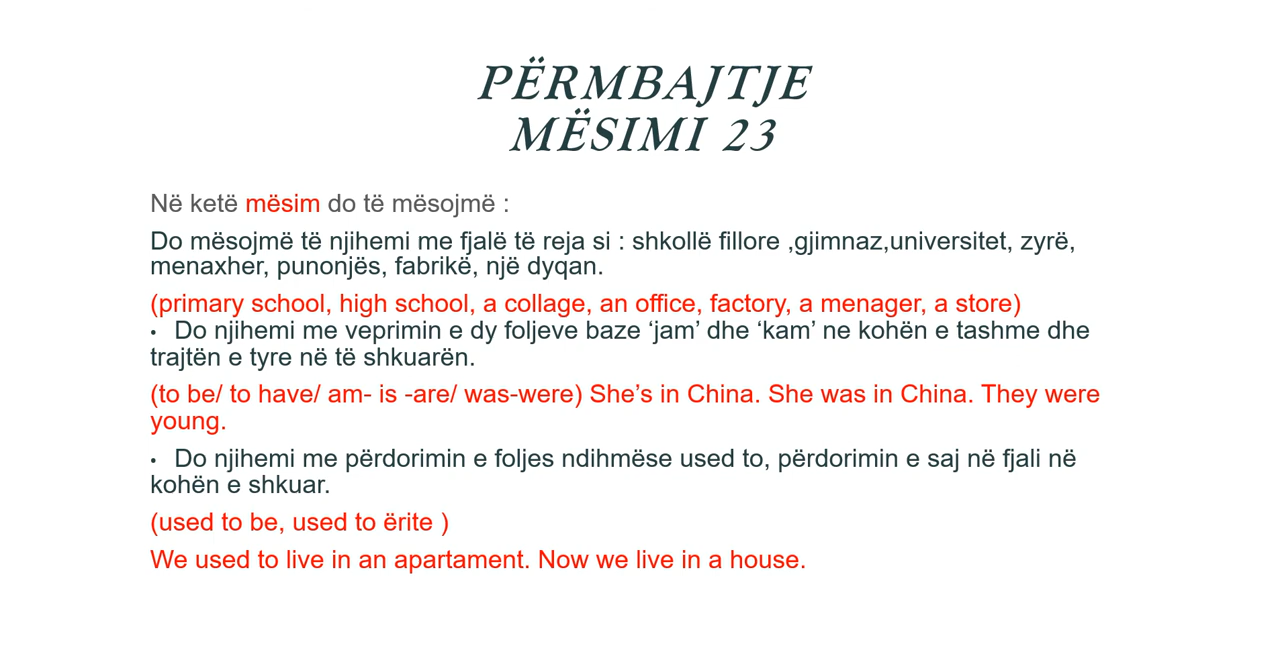 PËRMBAJTJE
MËSIMI 23
Në ketë mësim do të mësojmë :
Do mësojmë të njihemi me fjalë të reja si : shkollë fillore ,gjimnaz,universitet, zyrë,
menaxher, punonjës, fabrikë, një dyqan.
(primary school, high school, a collage, an office, factory, a menager, a store)
• Do njihemi me veprimin e dy foljeve baze ‘jam’ dhe ‘kam’ ne kohën e tashme dhe
trajtën e tyre në të shkuarën.
(to be/ to have/ am- is -are/ was-were) She’s in China. She was in China. They were
young.
• Do njihemi me përdorimin e foljes ndihmëse used to, përdorimin e saj në fjali në
kohën e shkuar.
(used to be, used to ërite )
We used to live in an apartament. Now we live in a house.